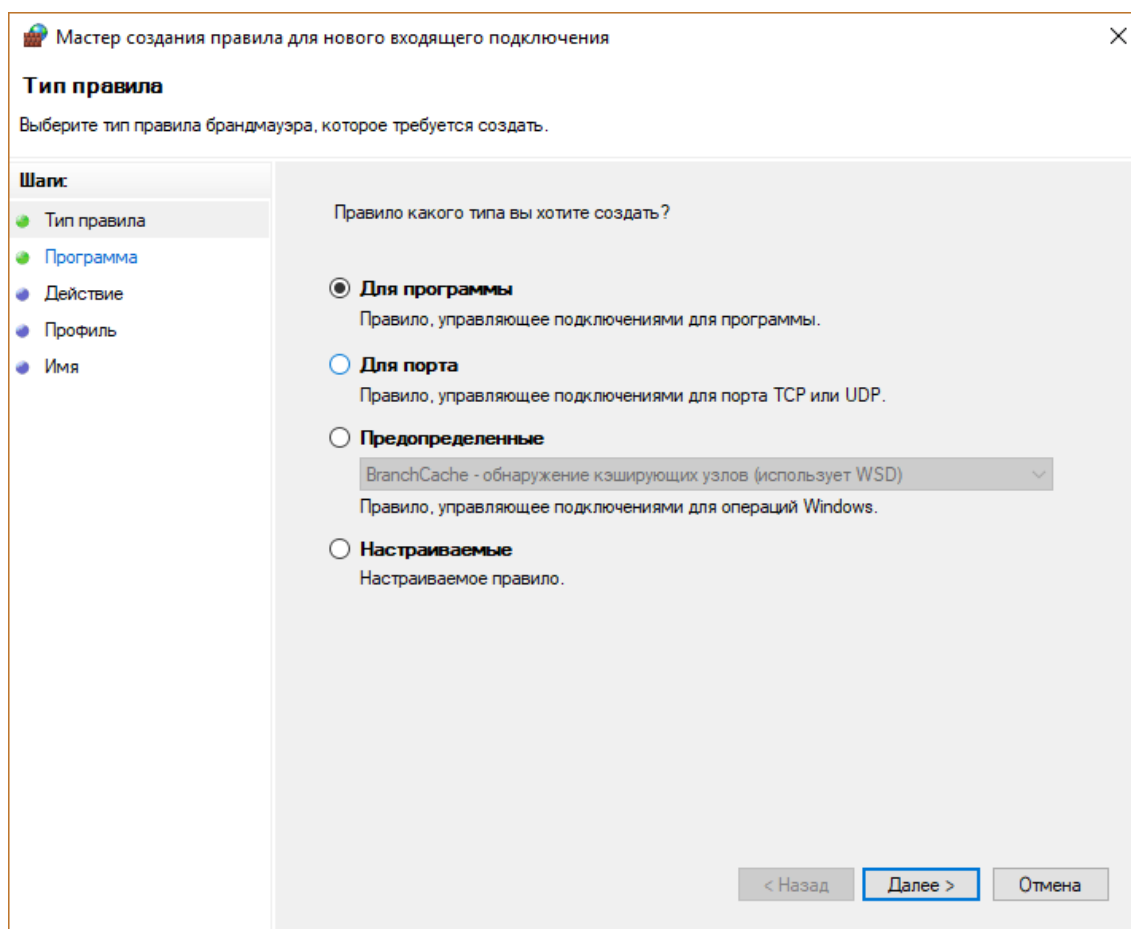 Мастер создания правила для нового входящего подключения
Тип правила
Выберите тип правила брандмауэра, которое требуется создать.
Шаги:
Тип правила
Программа
Действие
Профиль
Имя
Правило какого типа вы хотите создать?
Для программы
Правило, управляющее подключениями для программы.
Для порта
Правило, управляющее подключениями для порта TCP или UDP.
Предопределенные
BranchCache - обнаружение кэширующих узлов (использует WSD)
Правило, управляющее подключениями для операций Windows.
Настраиваемые
Настраиваемое правило.
< Назад
Далее >
Отмена